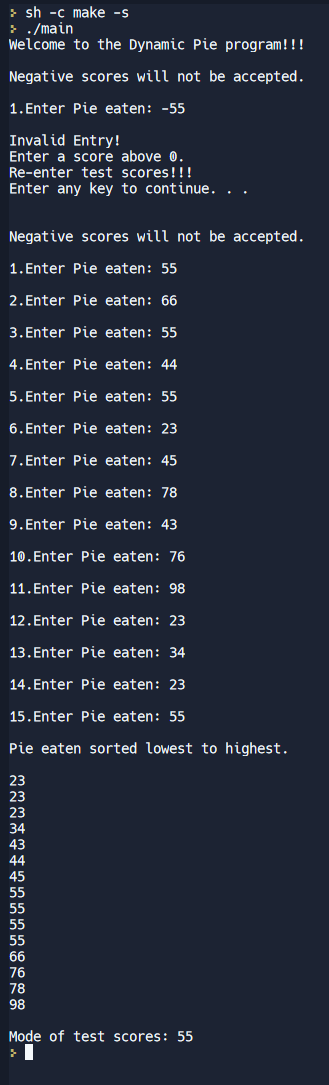 > sh -c make -s
> ./main
Welcome to the Dynamic Pie program!!!
Negative scores will not be accepted.
1.Enter Pie eaten: -55
Invalid Entry!
Enter a score above 0.
Re-enter test scores!!!
Enter any key to continue. . .
Negative scores will not be accepted.
1.Enter Pie eaten: 55
2.Enter Pie eaten: 66
3.Enter Pie eaten: 55
4.Enter Pie eaten: 44
5.Enter Pie eaten: 55
6.Enter Pie eaten: 23
7.Enter Pie eaten: 45
8.Enter Pie eaten: 78
9.Enter Pie eaten: 43
10.Enter Pie eaten: 76
11.Enter Pie eaten: 98
12.Enter Pie eaten: 23
13.Enter Pie eaten: 34
14.Enter Pie eaten: 23
15.Enter Pie eaten: 55
Pie eaten sorted lowest to highest.
23
23
23
34
43
44
45
55
55
55
55
66
76
78
98
Mode of test scores: 55
>